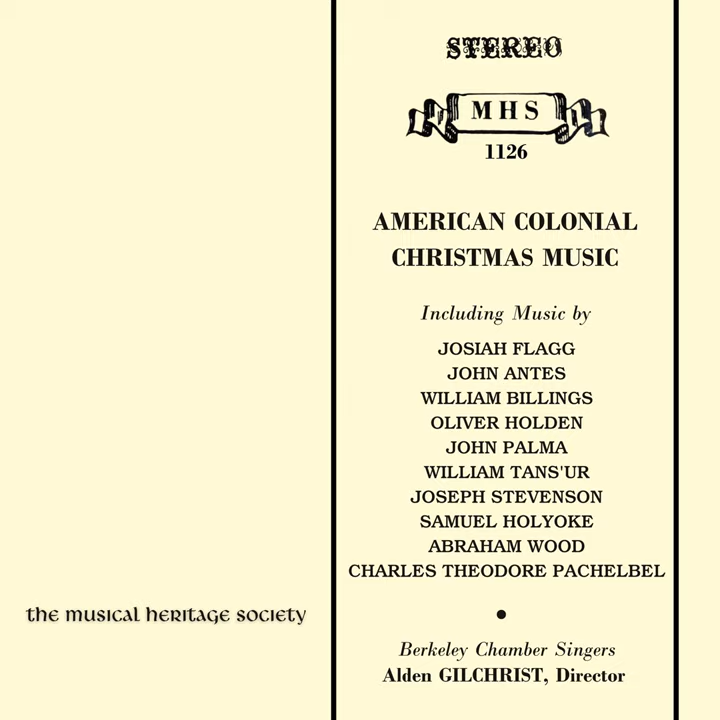 STEREO
MHS
1126
AMERICAN COLONIAL
CHRISTMAS MUSIC
Including Music by
JOSIAH FLAGG
JOHN ANTES
WILLIAM BILLINGS
OLIVER HOLDEN
JOHN PALMA
WILLIAM TANS'UR
JOSEPH STEVENSON
SAMUEL HOLYOKE
ABRAHAM WOOD
CHARLES THEODORE PACHELBEL
the musical heritage society
Berkeley Chamber Singers
Alden GILCHRIST, Director